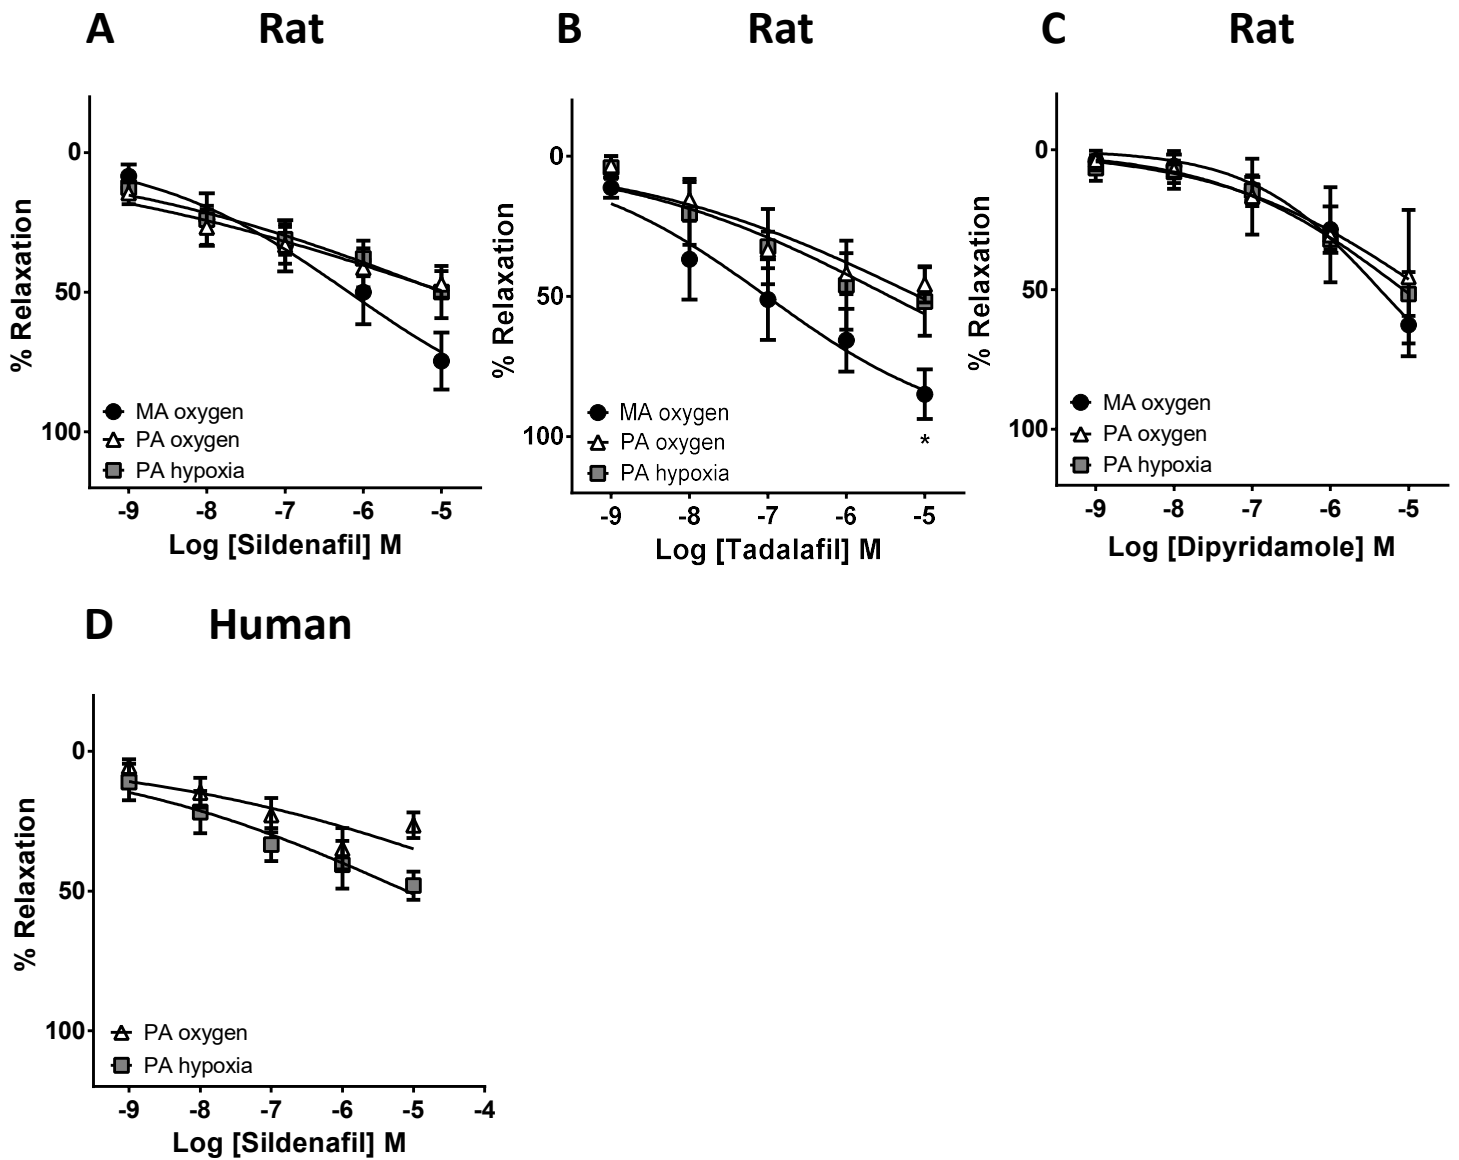 A Rat
% Relaxation
0
50
100
MA oxygen
PA oxygen
PA hypoxia
-9 -8 -7 -6 -5
Log [Sildenafil] M
B Rat
% Relaxation
0
50
100
*
MA oxygen
PA oxygen
PA hypoxia
-9 -8 -7 -6 -5
Log [Tadalafil] M
C Rat
% Relaxation
0
50
100
MA oxygen
PA oxygen
PA hypoxia
-9 -8 -7 -6 -5
Log [Dipyridamole] M
D Human
% Relaxation
0
50
100
PA oxygen
PA hypoxia
-9 -8 -7 -6 -5 -4
Log [Sildenafil] M